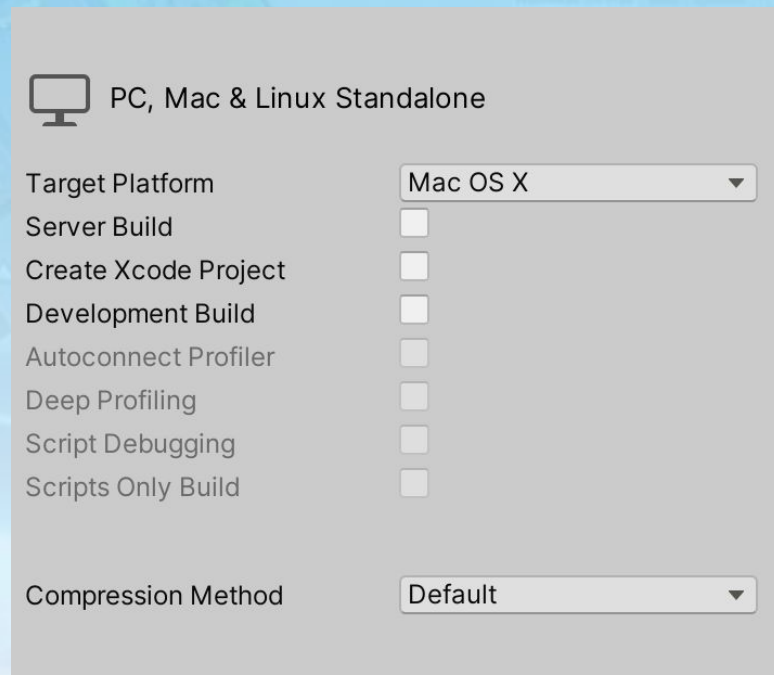 PC, Mac & Linux Standalone
Target Platform Mac OS X
Server Build
Create Xcode Project
Development Build
Autoconnect Profiler
Deep Profiling
Script Debugging
Scripts Only Build
Compression Method Default